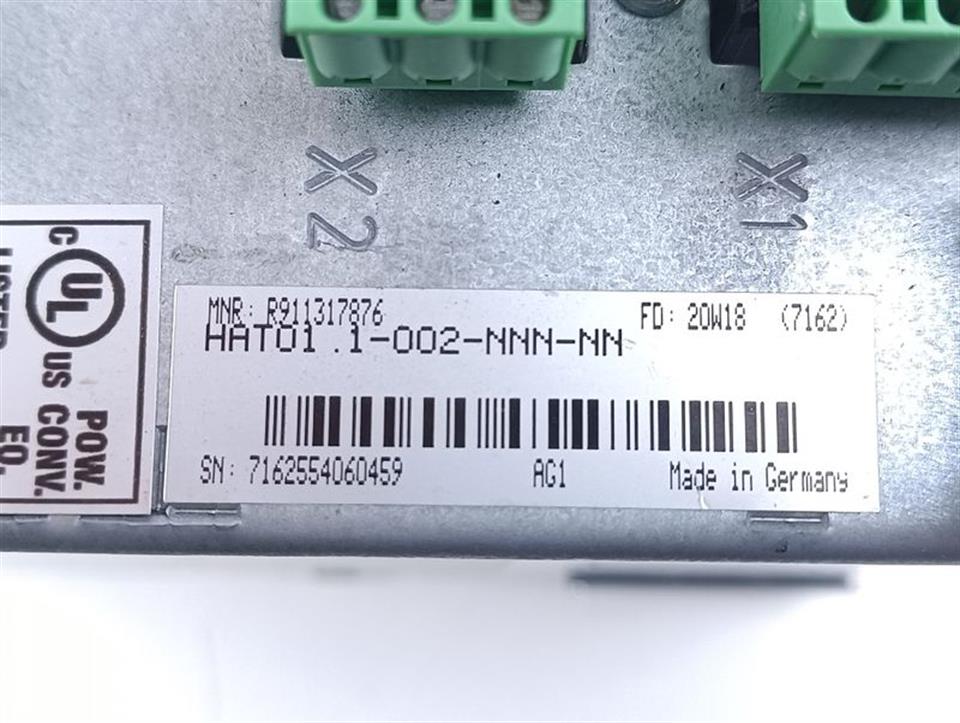 X2
X1
C UL US
LISTED
POW. CONV.
EQ.
MNR: R911317876 FD: 20W18 (7162)
HAT01.1-002-NNN-NN
SN: 7162554060459 AG1 Made in Germany